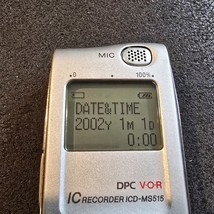 MIC
0 100%
DATE&TIME
2002Y 1M 1D
0:00
DPC V·O·R
IC RECORDER ICD-MS515